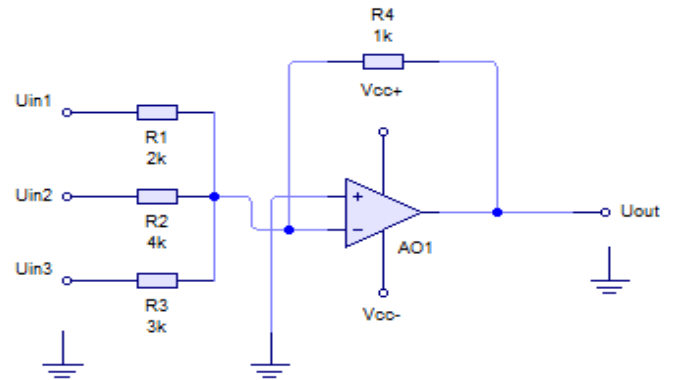 R4
1k
Vcc+
Uin1
R1
2k
Uin2
R2
4k
Uin3
R3
3k
+
−
AO1
Vcc-
Uout